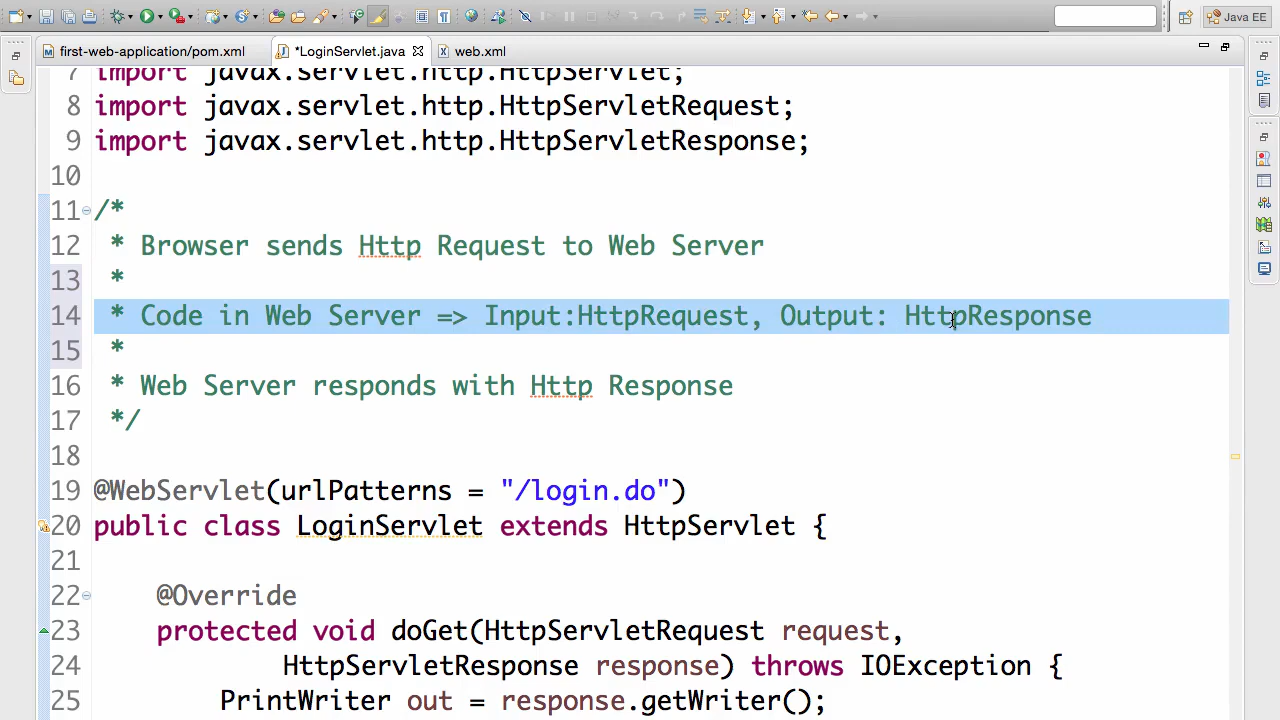 Java EE
first-web-application/pom.xml
*LoginServlet.java
web.xml
7 import javax.servlet.http.HttpServlet;
8 import javax.servlet.http.HttpServletRequest;
9 import javax.servlet.http.HttpServletResponse;
10
11 /*
12 * Browser sends Http Request to Web Server
13 *
14 * Code in Web Server => Input:HttpRequest, Output: HttpResponse
15 *
16 * Web Server responds with Http Response
17 */
18
19 @WebServlet(urlPatterns = "/login.do")
20 public class LoginServlet extends HttpServlet {
21
22 @Override
23 protected void doGet(HttpServletRequest request,
24 HttpServletResponse response) throws IOException {
25 PrintWriter out = response.getWriter();